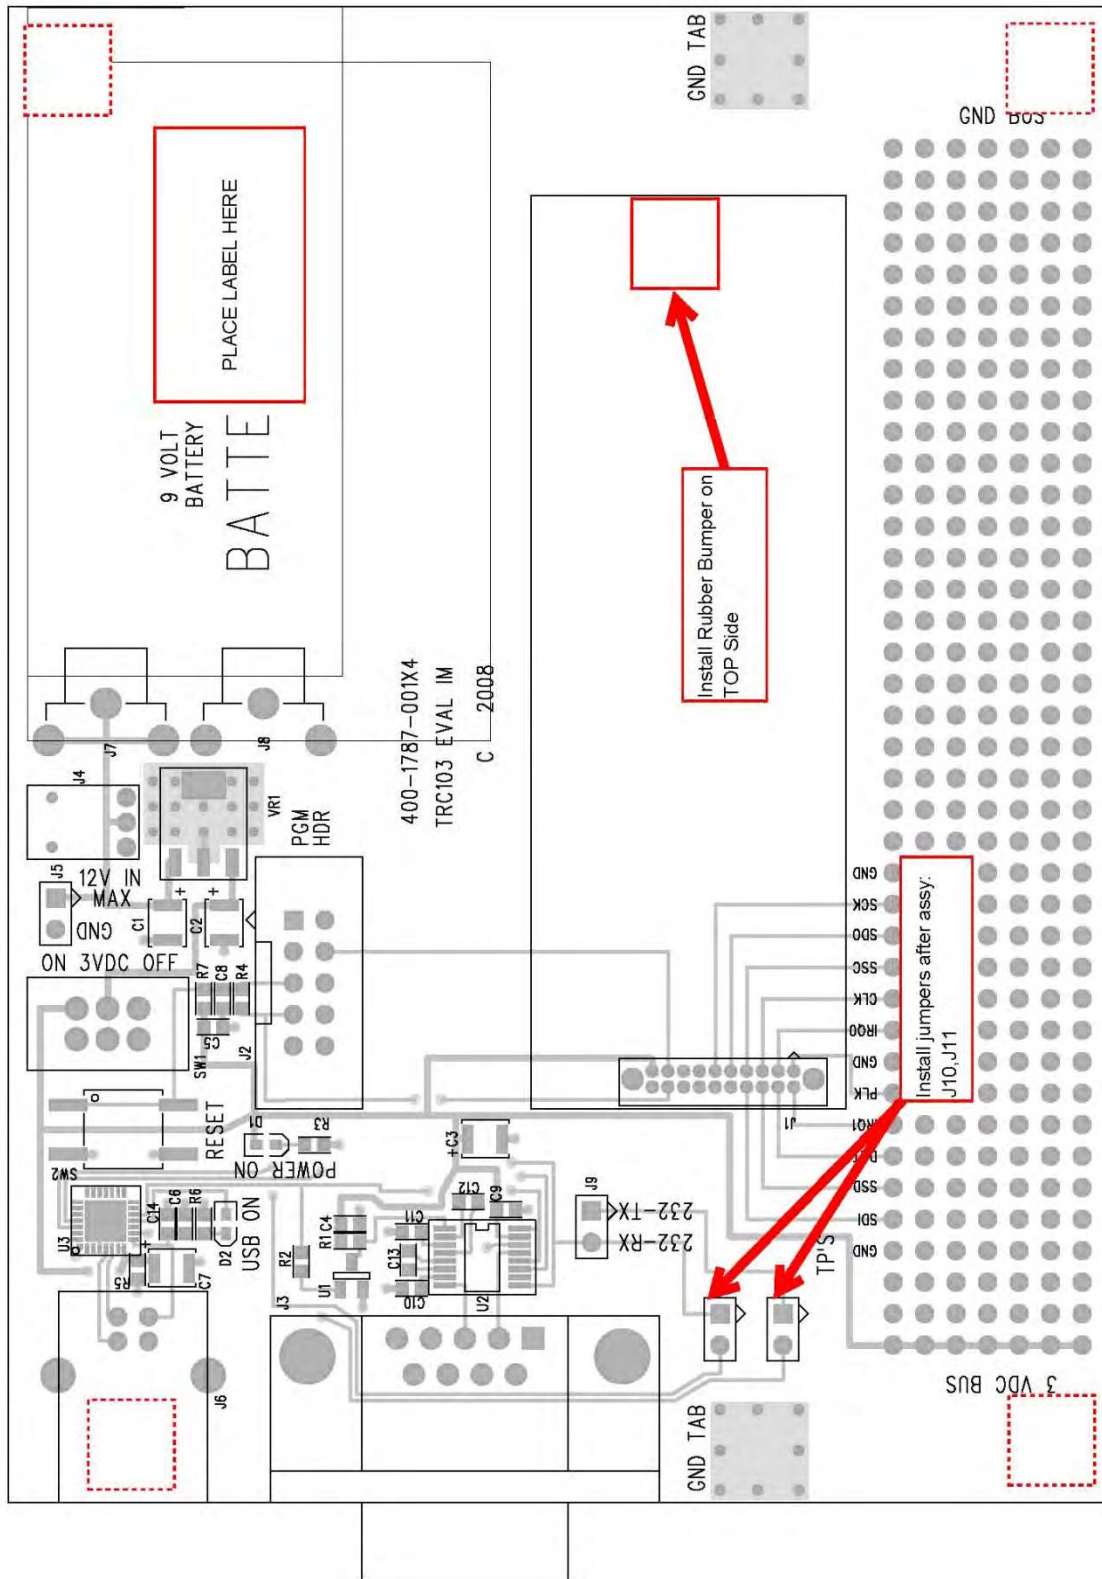 GND TAB
GND BUS
PLACE LABEL HERE
9 VOLT
BATTERY
BATTE
Install Rubber Bumper on
TOP Side
400-1787-001X4
TRC103 EVAL IM
C 2008
J7
J8
J4
VR1
PGM
HDR
J5
12V IN
MAX
GND
C1
C2
ON 3VDC OFF
R7
C8
R4
C5
SW1
J2
GND
SCK
SDO
SSC
CLK
IRQ0
GND
PLK
IRQ1
SSD
SDI
GND
Install jumpers after assy:
J10,J11
J1
RESET
SW2
D1
R3
POWER ON
+C3
C12
C9
J9
232-TX
232-RX
TP'S
U3
C14
C6
R6
D2
USB ON
R5
C7
R2
R1
C4
C11
C13
C10
U1
U2
J3
J6
3 VDC BUS
GND TAB